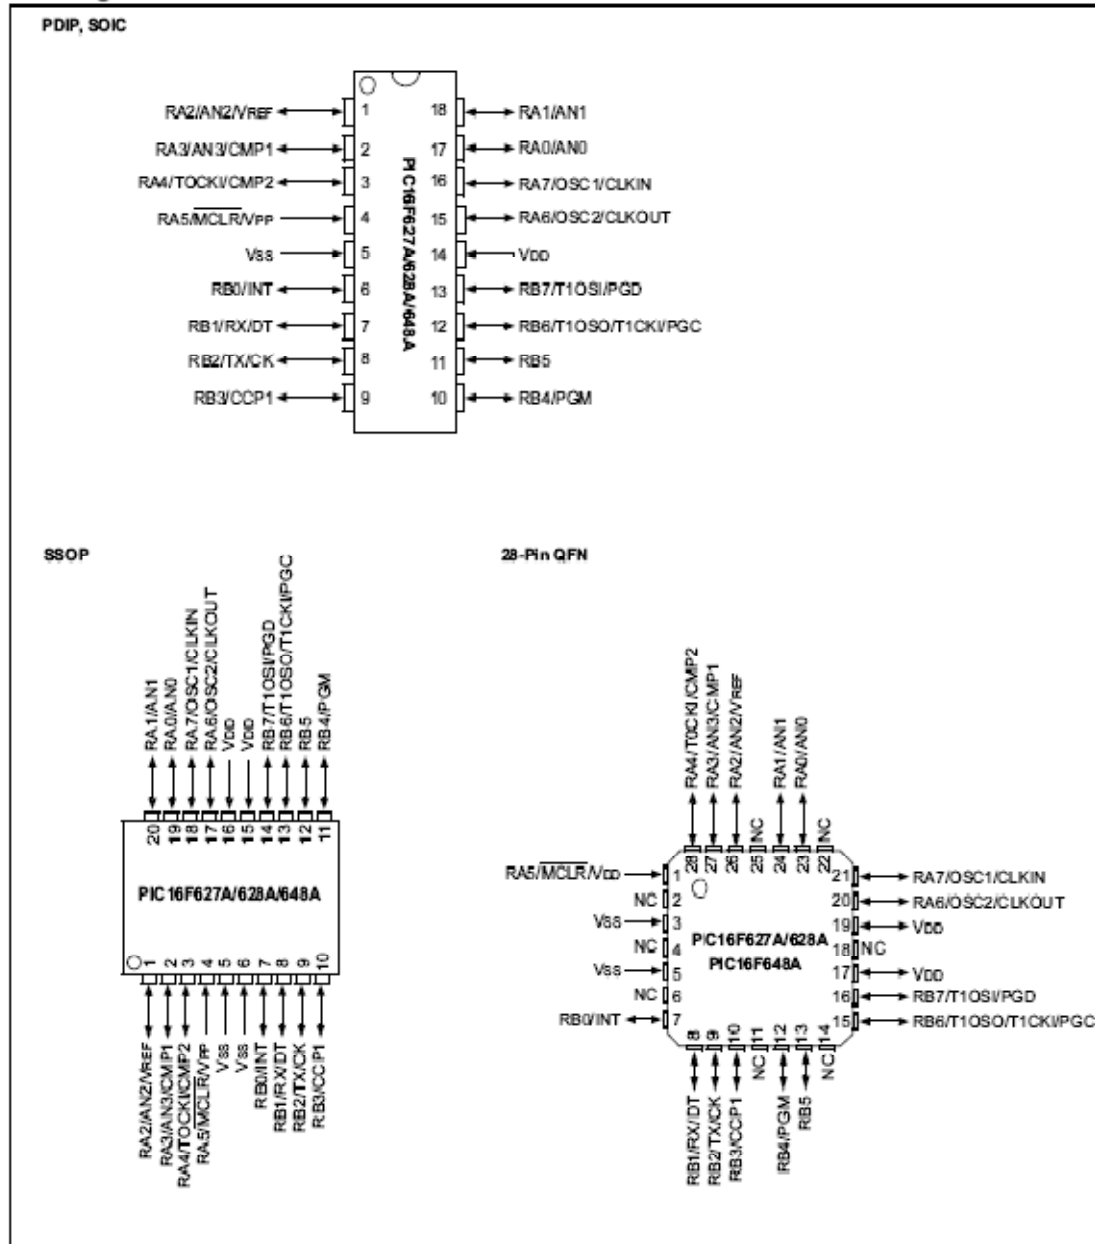 PDIP, SOIC
RA2/AN2/VREF 1 18 RA1/AN1
RA3/AN3/CMP1 2 17 RA0/AN0
RA4/TOCKI/CMP2 3 16 RA7/OSC1/CLKIN
RA5/MCLR/VPP 4 15 RA6/OSC2/CLKOUT
VSS 5 14 VDD
RB0/INT 6 13 RB7/T1OSI/PGD
RB1/RX/DT 7 12 RB6/T1OSO/T1CKI/PGC
RB2/TX/CK 8 11 RB5
RB3/CCP1 9 10 RB4/PGM
PIC16F627A/628A/648A
SSOP
RA1/AN1
RA0/AN0
RA7/OSC1/CLKIN
RA6/OSC2/CLKOUT
VDD
VDD
RB7/T1OSI/PGD
RB6/T1OSO/T1CKI/PGC
RB5
RB4/PGM
20 19 18 17 16 15 14 13 12 11
PIC16F627A/628A/648A
1 2 3 4 5 6 7 8 9 10
RA2/AN2/VREF
RA3/AN3/CMP1
RA4/TOCKI/CMP2
RA5/MCLR/VPP
VSS
VSS
RB0/INT
RB1/RX/DT
RB2/TX/CK
RB3/CCP1
28-Pin QFN
RA4/T0CKI/CMP2
RA3/AN3/CMP1
RA2/AN2/VREF
NC
RA1/AN1
RA0/AN0
NC
28 27 26 25 24 23 22
RA5/MCLR/VDD 1 21 RA7/OSC1/CLKIN
NC 2 20 RA6/OSC2/CLKOUT
VSS 3 19 VDD
NC 4 18 NC
VSS 5 17 VDD
NC 6 16 RB7/T1OSI/PGD
RB0/INT 7 15 RB6/T1OSO/T1CKI/PGC
PIC16F627A/628A
PIC16F648A
8 9 10 11 12 13 14
RB1/RX/DT
RB2/TX/CK
RB3/CCP1
NC
RB4/PGM
RB5
NC